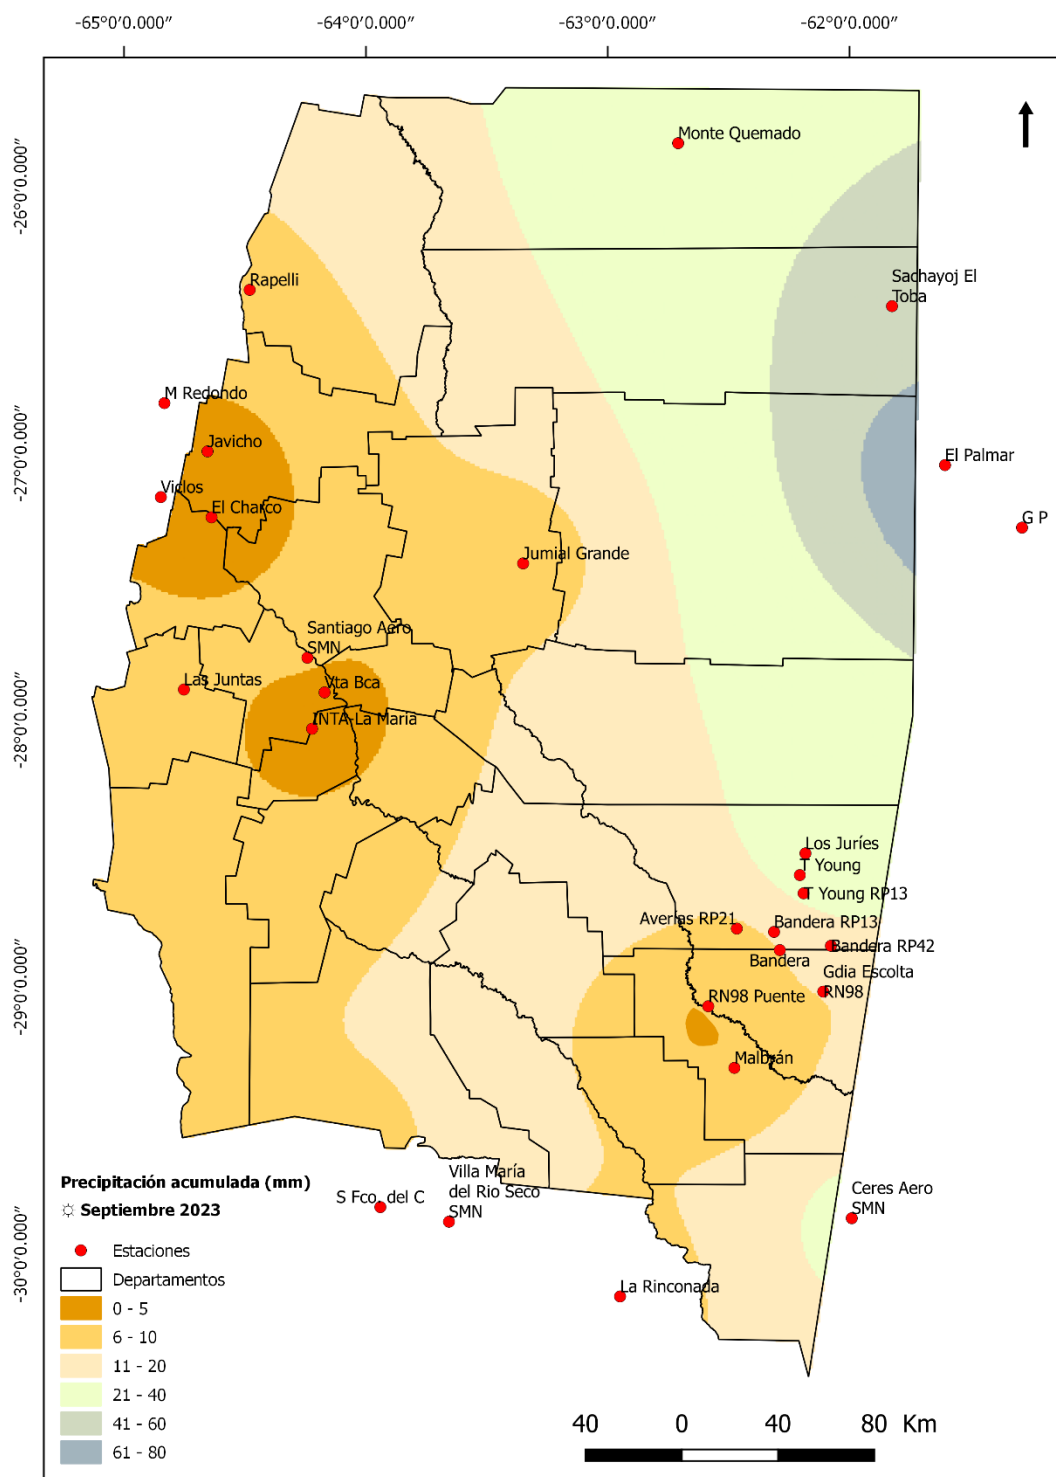 -65°0′0.000″
-64°0′0.000″
-63°0′0.000″
-62°0′0.000″
-26°0′0.000″
-27°0′0.000″
-28°0′0.000″
-29°0′0.000″
-30°0′0.000″
Monte Quemado
Sachayoj El
Toba
Rapelli
M Redondo
Javicho
El Palmar
Viclos
El Charco
G P
Jumial Grande
Santiago Aero
SMN
Las Juntas
Vta Bca
INTA-La Maria
Los Juríes
T Young
T Young RP13
Averias RP21
Bandera RP13
Bandera RP42
Bandera
Gdia Escolta
RN98
RN98 Puente
Malbrán
Villa María
del Rio Seco
SMN
S Fco. del C
Ceres Aero
SMN
La Rinconada
Precipitación acumulada (mm)
Septiembre 2023
Estaciones
Departamentos
0 - 5
6 - 10
11 - 20
21 - 40
41 - 60
61 - 80
40 0 40 80 Km